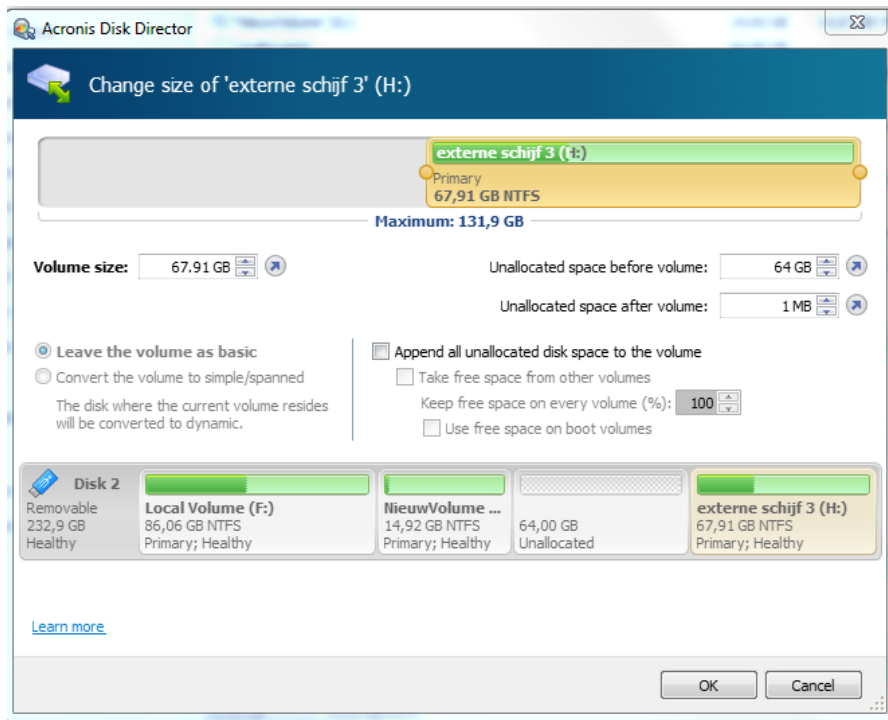 Acronis Disk Director
Change size of 'externe schijf 3' (H:)
externe schijf 3 (H:)
Primary
67,91 GB NTFS
Maximum: 131,9 GB
Volume size: 67.91 GB
Unallocated space before volume: 64 GB
Unallocated space after volume: 1 MB
Leave the volume as basic
Convert the volume to simple/spanned
The disk where the current volume resides
will be converted to dynamic.
Append all unallocated disk space to the volume
Take free space from other volumes
Keep free space on every volume (%): 100
Use free space on boot volumes
Disk 2
Removable
232,9 GB
Healthy
Local Volume (F:)
86,06 GB NTFS
Primary; Healthy
NieuwVolume ...
14,92 GB NTFS
Primary; Healthy
64,00 GB
Unallocated
externe schijf 3 (H:)
67,91 GB NTFS
Primary; Healthy
Learn more
OK
Cancel